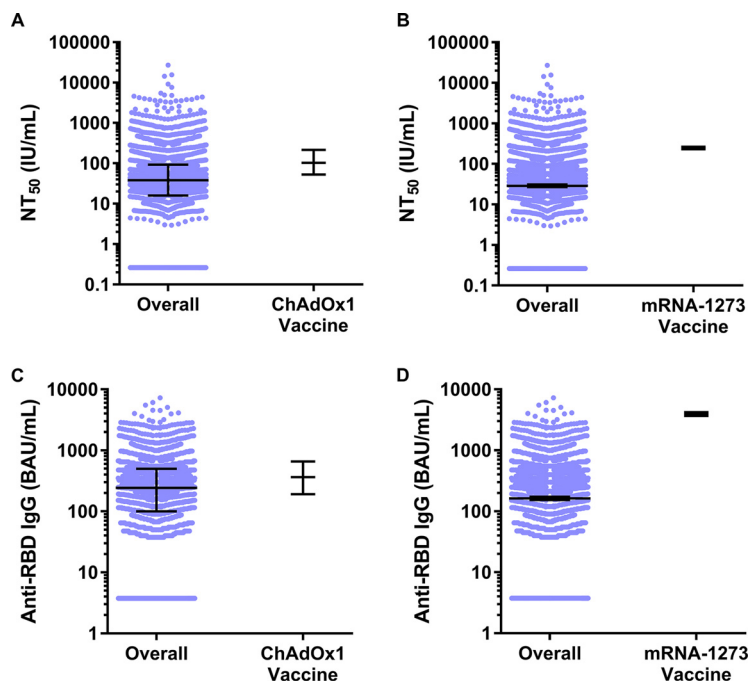 A
NT50 (IU/mL)
100000
10000
1000
100
10
1
0.1
Overall
ChAdOx1
Vaccine
B
NT50 (IU/mL)
100000
10000
1000
100
10
1
0.1
Overall
mRNA-1273
Vaccine
C
Anti-RBD IgG (BAU/mL)
10000
1000
100
10
1
Overall
ChAdOx1
Vaccine
D
Anti-RBD IgG (BAU/mL)
10000
1000
100
10
1
Overall
mRNA-1273
Vaccine